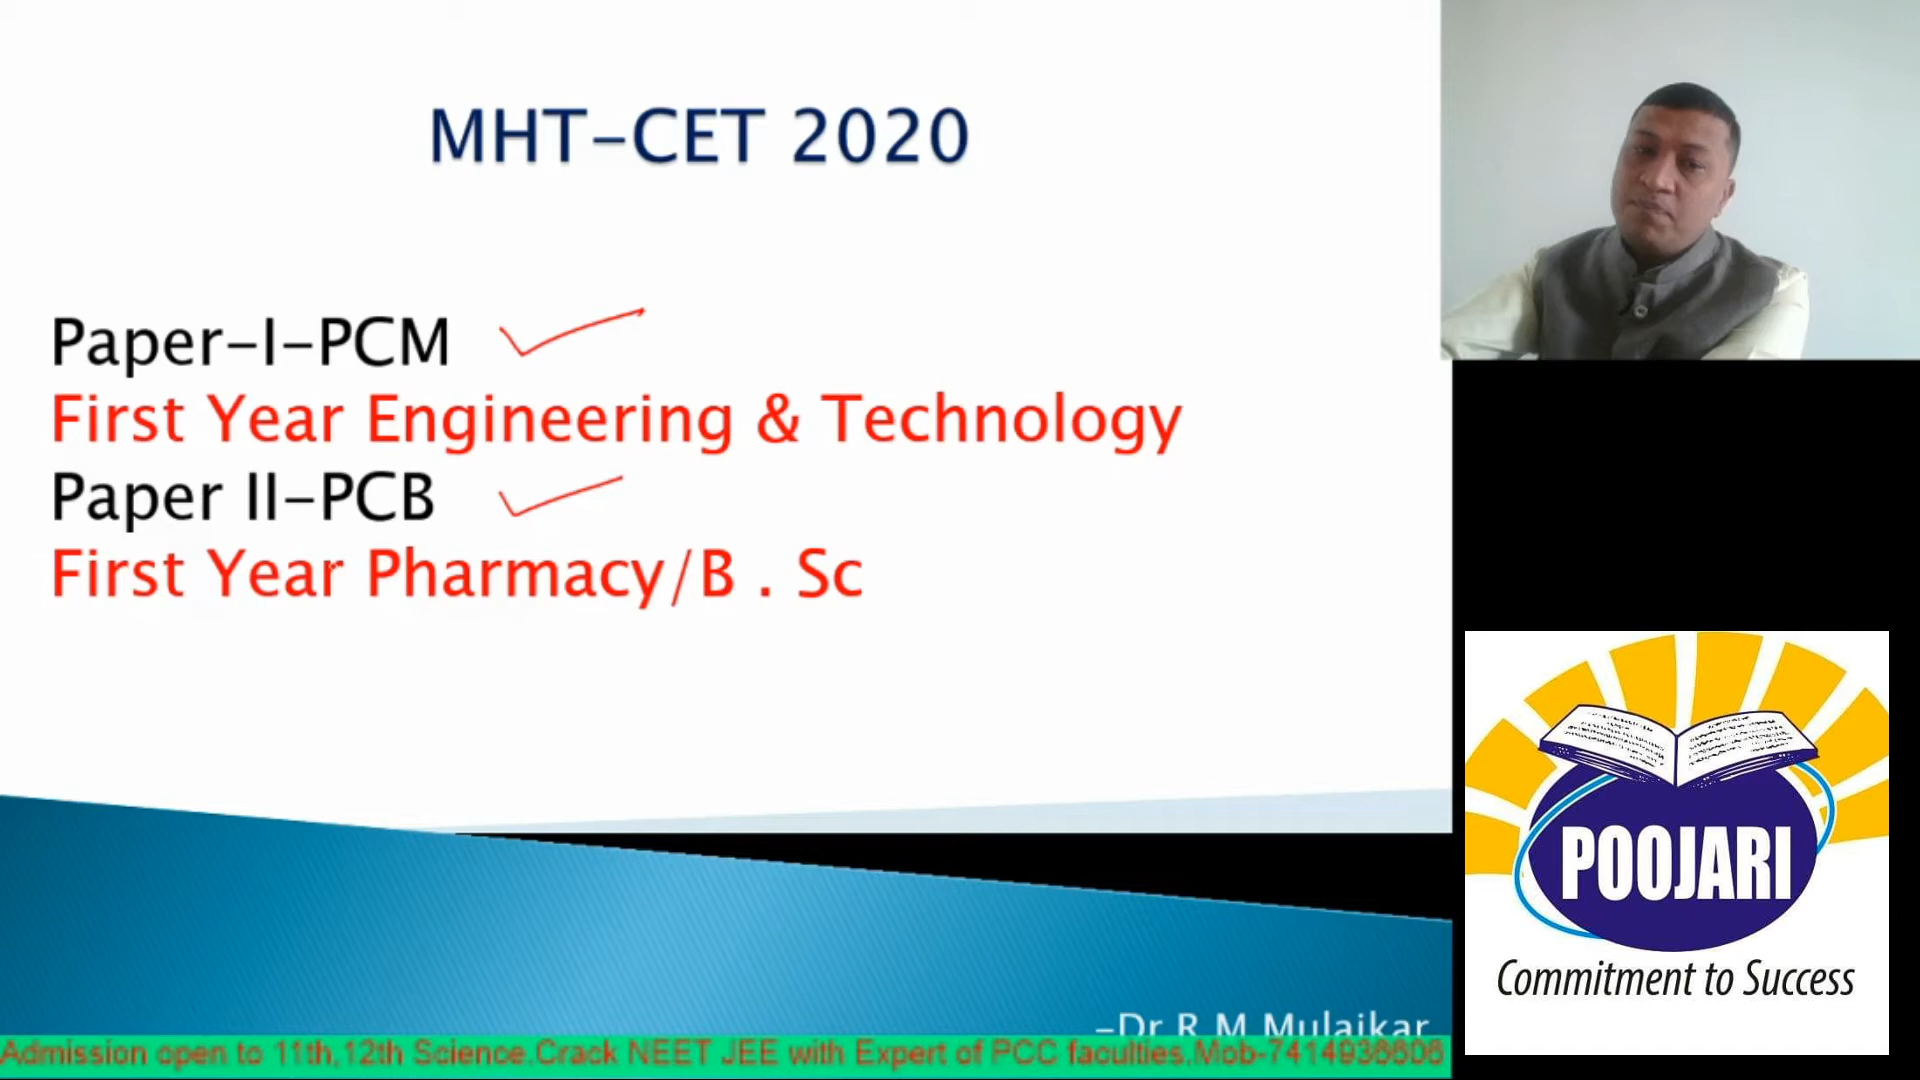 MHT-CET 2020
Paper-I-PCM
First Year Engineering & Technology
Paper II-PCB
First Year Pharmacy/B . Sc
-Dr R M Mulajkar
Admission open to 11th,12th Science.Crack NEET JEE with Expert of PCC faculties.Mob-7414936606
POOJARI
Commitment to Success